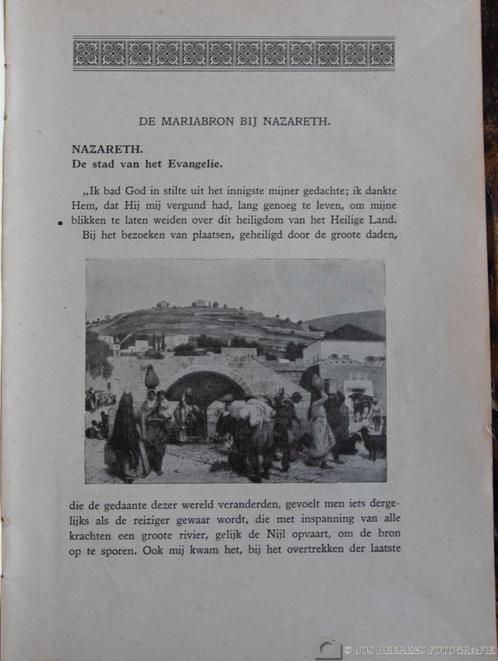 DE MARIABRON BIJ NAZARETH.
NAZARETH.
De stad van het Evangelie.
„Ik bad God in stilte uit het innigste mijner gedachte; ik dankte
Hem, dat Hij mij vergund had, lang genoeg te leven, om mijne
blikken te laten weiden over dit heiligdom van het Heilige Land.
Bij het bezoeken van plaatsen, geheiligd door de groote daden,
die de gedaante dezer wereld veranderden, gevoelt men iets derge-
lijks als de reiziger gewaar wordt, die met inspanning van alle
krachten een groote rivier, gelijk de Nijl opvaart, om de bron
op te sporen. Ook mij kwam het, bij het overtrekken der laatste
© JOS BEERENS FOTOGRAFIE